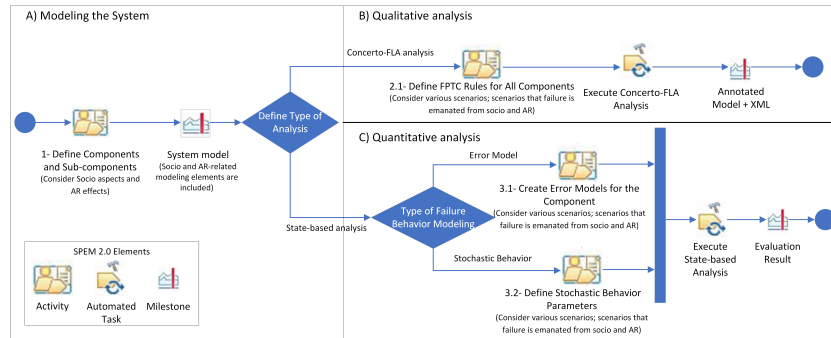 A) Modeling the System
1- Define Components
and Sub-components
(Consider Socio aspects and
AR effects)
System model
(Socio and AR-related
modeling elements are
included)
Define Type of
Analysis
Concerto-FLA analysis
State-based analysis
SPEM 2.0 Elements
Activity
Automated
Task
Milestone
B) Qualitative analysis
2.1- Define FPTC Rules for All Components
(Consider various scenarios; scenarios that failure is
emanated from socio and AR)
Execute Concerto-FLA
Analysis
Annotated
Model + XML
C) Quantitative analysis
Type of Failure
Behavior Modeling
Error Model
3.1- Create Error Models for the
Component
(Consider various scenarios; scenarios that
failure is emanated from socio and AR)
Stochastic Behavior
3.2- Define Stochastic Behavior
Parameters
(Consider various scenarios; scenarios that
failure is emanated from socio and AR)
Execute
State-based
Analysis
Evaluation
Result